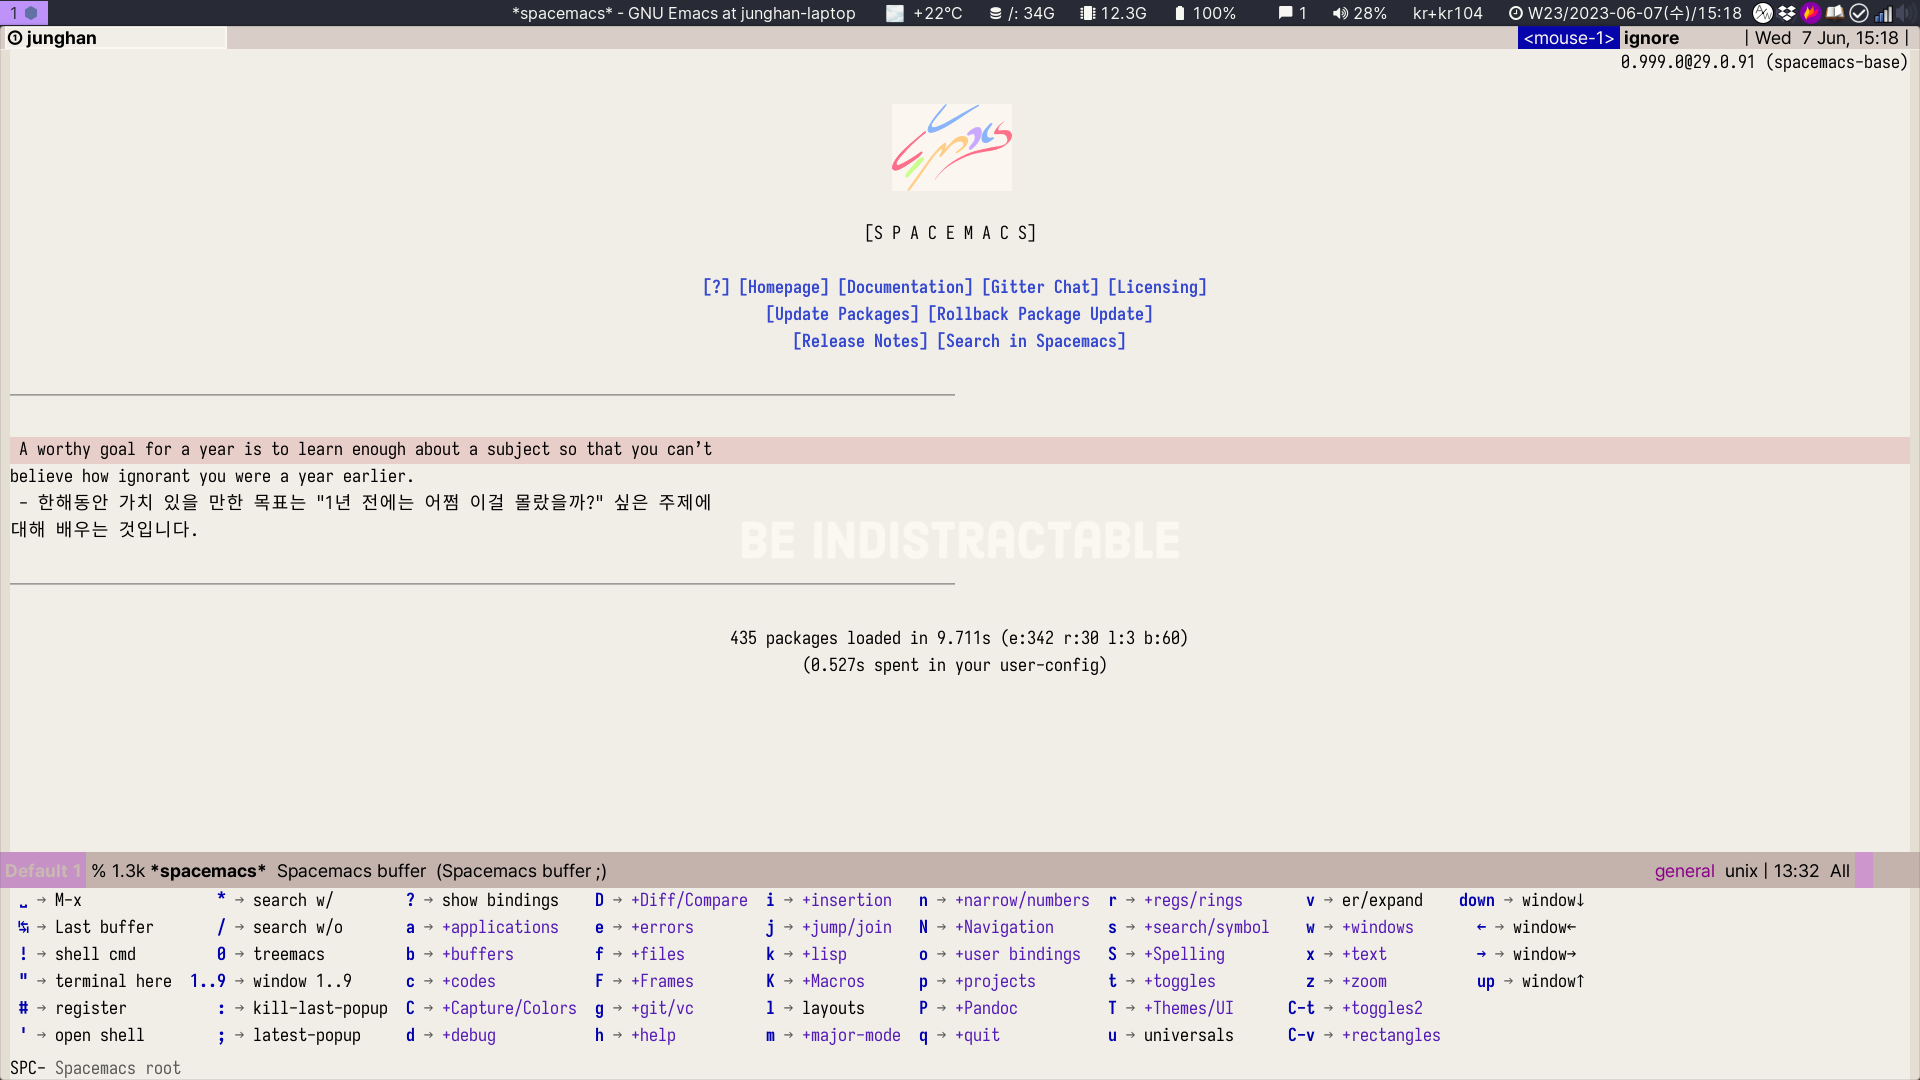 1 *spacemacs* - GNU Emacs at junghan-laptop +22°C /: 34G 12.3G 100% 1 28% kr+kr104 W23/2023-06-07(수)/15:18
① junghan <mouse-1> ignore | Wed 7 Jun, 15:18 |
0.999.0@29.0.91 (spacemacs-base)
[S P A C E M A C S]
[?] [Homepage] [Documentation] [Gitter Chat] [Licensing]
[Update Packages] [Rollback Package Update]
[Release Notes] [Search in Spacemacs]
A worthy goal for a year is to learn enough about a subject so that you can’t
believe how ignorant you were a year earlier.
- 한해동안 가치 있을 만한 목표는 "1년 전에는 어쩜 이걸 몰랐을까?" 싶은 주제에
대해 배우는 것입니다.
BE INDISTRACTABLE
435 packages loaded in 9.711s (e:342 r:30 l:3 b:60)
(0.527s spent in your user-config)
Default 1 % 1.3k *spacemacs* Spacemacs buffer (Spacemacs buffer ;) general unix | 13:32 All
␣ → M-x * → search w/ ? → show bindings D → +Diff/Compare i → +insertion n → +narrow/numbers r → +regs/rings v → er/expand down → window↓
↹ → Last buffer / → search w/o a → +applications e → +errors j → +jump/join N → +Navigation s → +search/symbol w → +windows ← → window←
! → shell cmd 0 → treemacs b → +buffers f → +files k → +lisp o → +user bindings S → +Spelling x → +text → → window→
" → terminal here 1..9 → window 1..9 c → +codes F → +Frames K → +Macros p → +projects t → +toggles z → +zoom up → window↑
# → register : → kill-last-popup C → +Capture/Colors g → +git/vc l → layouts P → +Pandoc T → +Themes/UI C-t → +toggles2
' → open shell ; → latest-popup d → +debug h → +help m → +major-mode q → +quit u → universals C-v → +rectangles
SPC- Spacemacs root